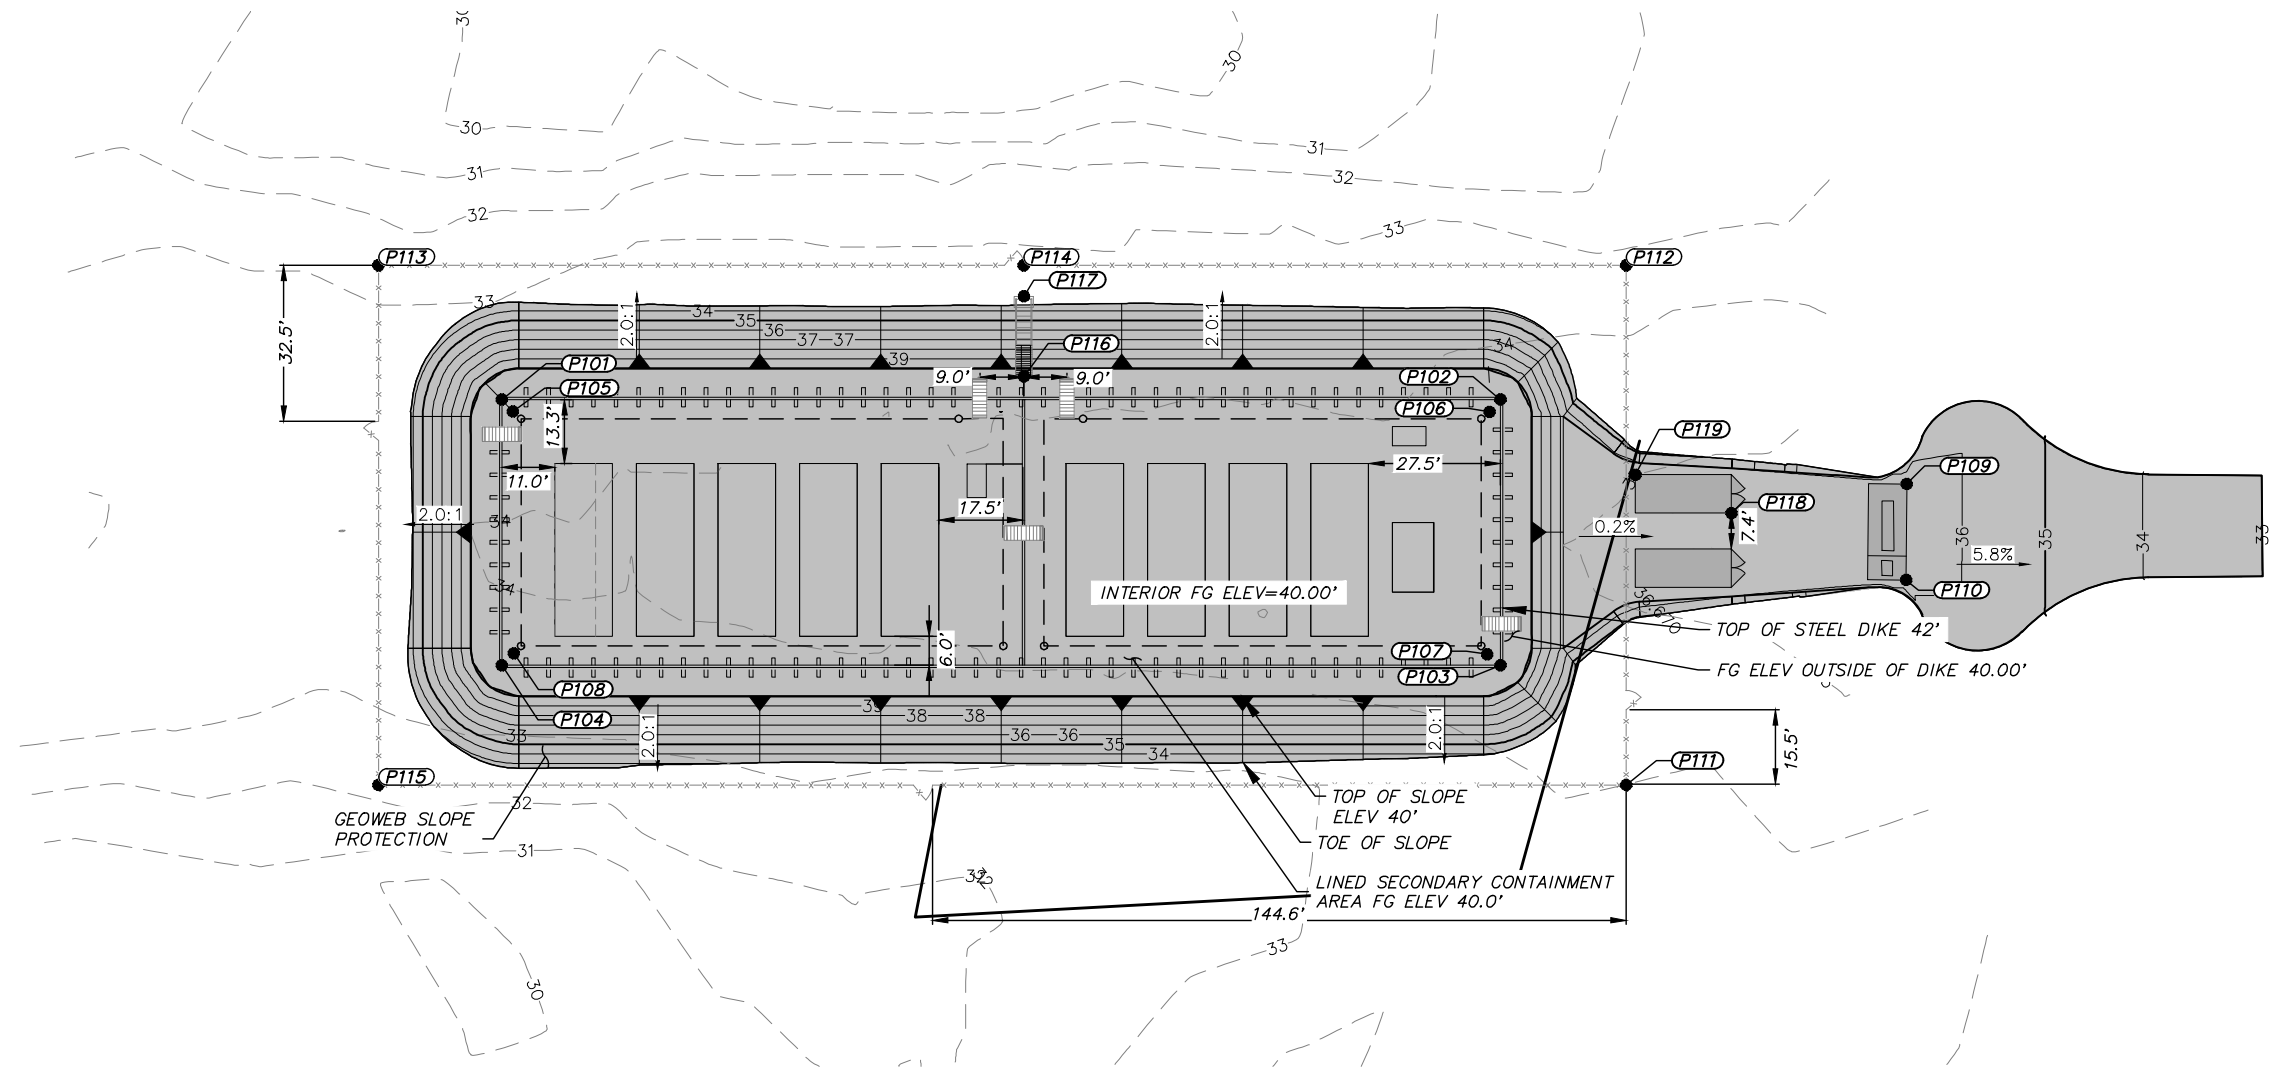 30
30
30
31
31
32
32
33
P113
P114
P112
P117
33
2.0:1
34
35
36
37
37
39
2.0:1
34
32.5'
P101
P116
9.0'
9.0'
P102
P105
P106
13.3'
P119
11.0'
27.5'
P109
17.5'
P118
2.0:1
34
0.2%
7.4'
36
35
34
33
5.8%
34
INTERIOR FG ELEV=40.00'
P110
36.670
TOP OF STEEL DIKE 42'
6.0'
P107
P103
FG ELEV OUTSIDE OF DIKE 40.00'
P108
P104
39
38
38
33
2.0:1
36
36
35
34
2.0:1
15.5'
P115
P111
32
GEOWEB SLOPE
PROTECTION
TOP OF SLOPE
ELEV 40'
TOE OF SLOPE
31
32
LINED SECONDARY CONTAINMENT
AREA FG ELEV 40.0'
144.6'
33
30